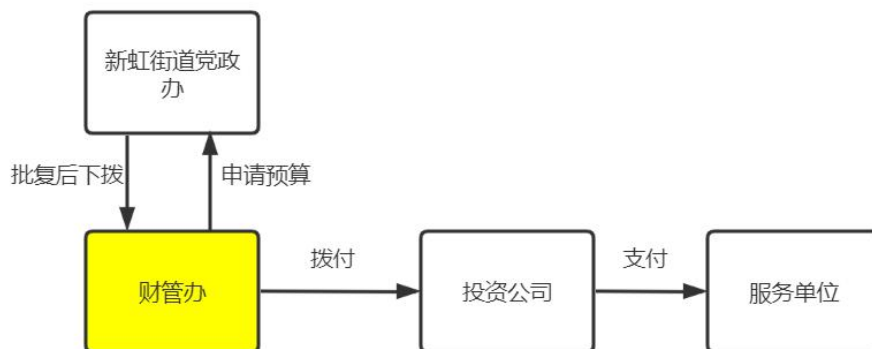 新虹街道党政
办
批复后下拨
申请预算
财管办
拨付
投资公司
支付
服务单位